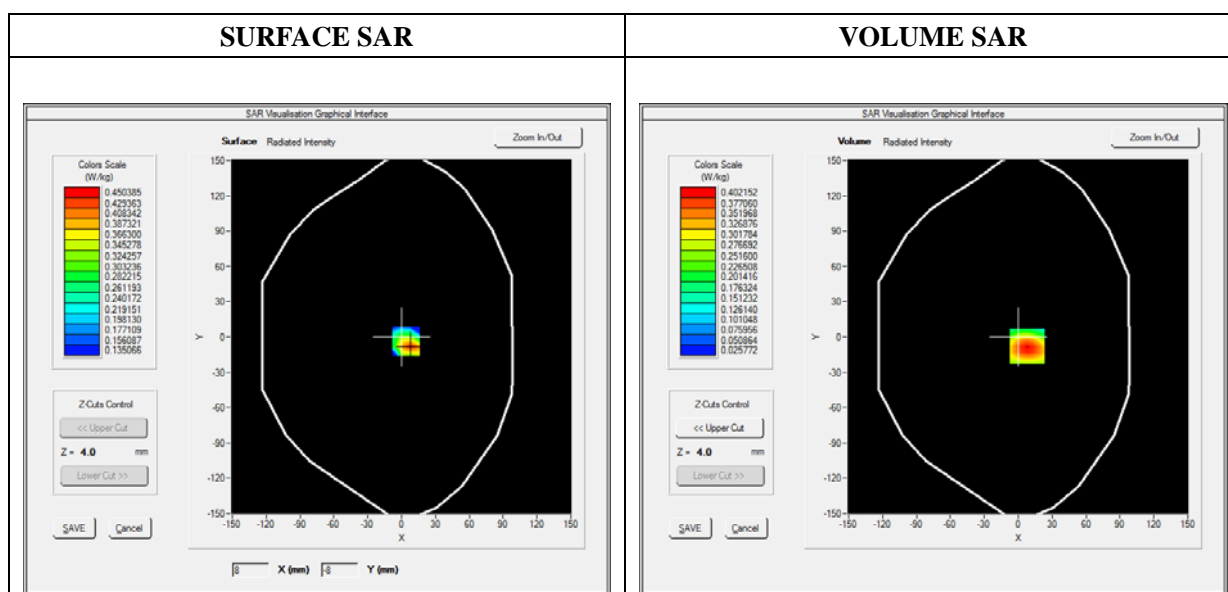 SURFACE SAR
VOLUME SAR
SAR Visualisation Graphical Interface
Surface Radiated Intensity
Zoom In/Out
Colors Scale
(W/kg)
0.450385
0.429363
0.408342
0.387321
0.366300
0.345278
0.324257
0.303236
0.282215
0.261193
0.240172
0.219151
0.198130
0.177109
0.156087
0.135066
Z-Cuts Control
<< Upper Cut
Z = 4.0 mm
Lower Cut >>
SAVE Cancel
150
120
90
60
30
0
-30
-60
-90
-120
-150
Y
-150 -120 -90 -60 -30 0 30 60 90 120 150
X
8 X (mm) -8 Y (mm)
SAR Visualisation Graphical Interface
Volume Radiated Intensity
Zoom In/Out
Colors Scale
(W/kg)
0.402152
0.377060
0.351968
0.326876
0.301784
0.276692
0.251600
0.226508
0.201416
0.176324
0.151232
0.126140
0.101048
0.075956
0.050864
0.025772
Z-Cuts Control
<< Upper Cut
Z = 4.0 mm
Lower Cut >>
SAVE Cancel
150
120
90
60
30
0
-30
-60
-90
-120
-150
Y
-150 -120 -90 -60 -30 0 30 60 90 120 150
X